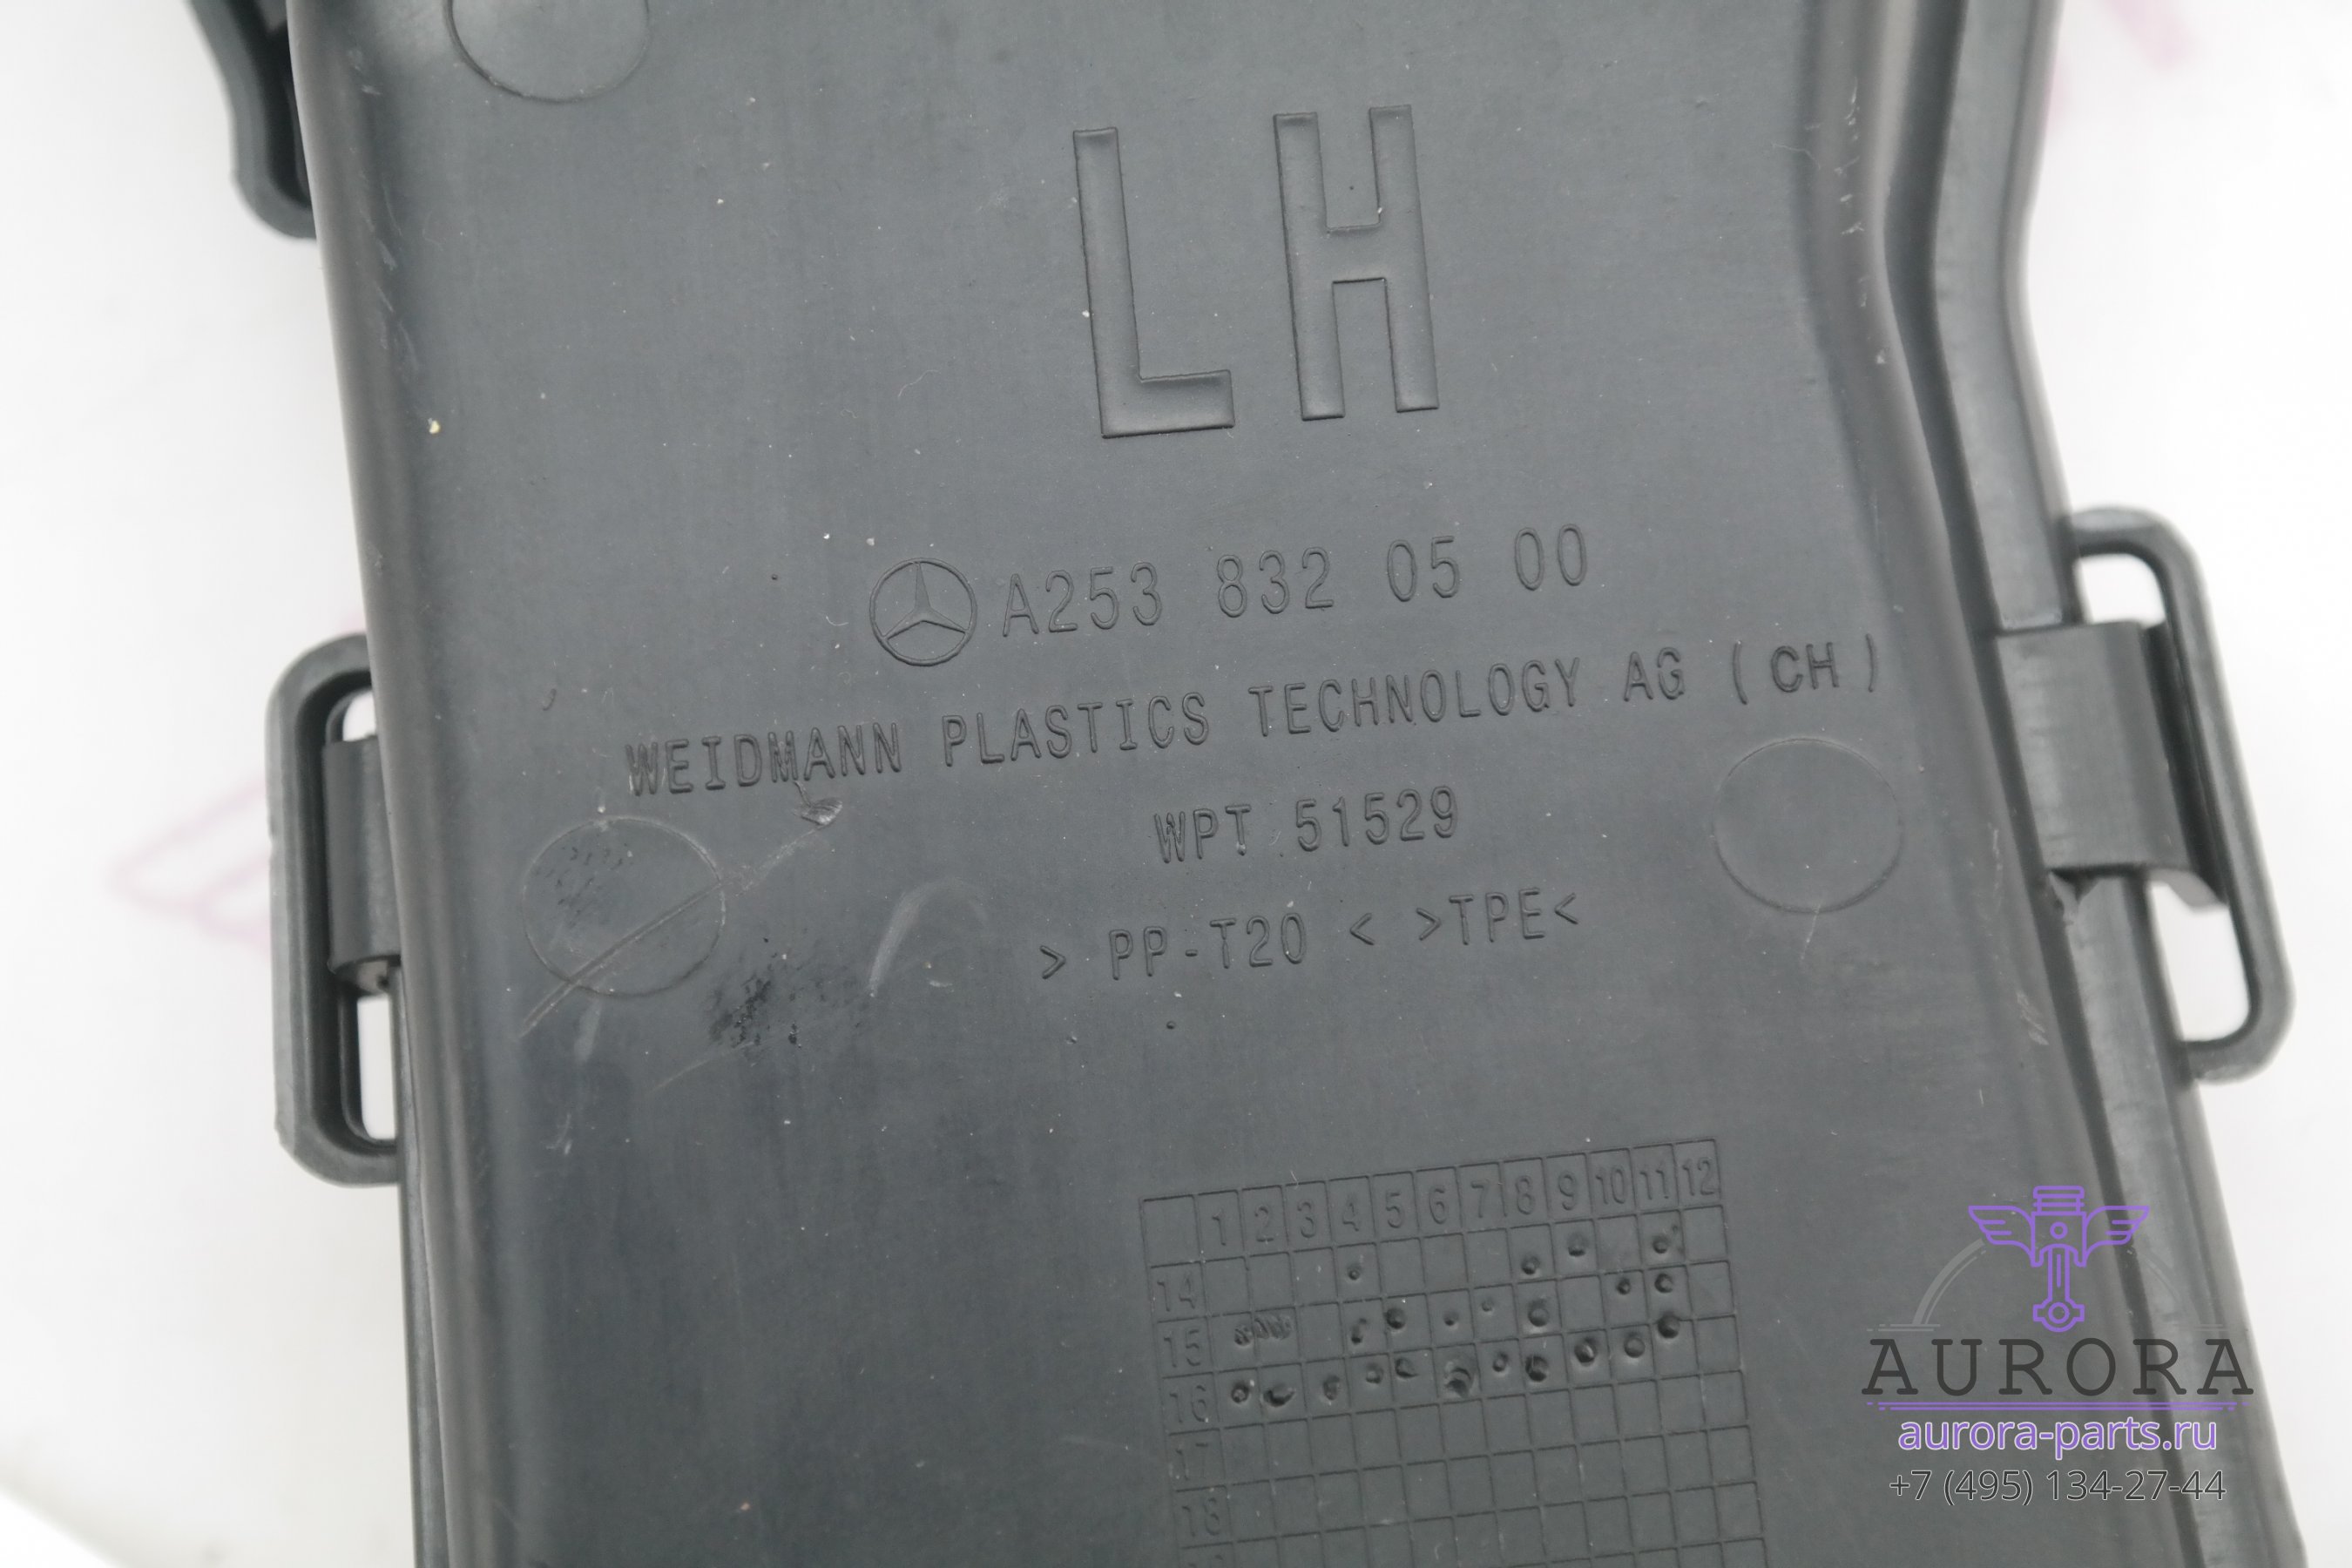 LH
A253 832 05 00
WEIDMANN PLASTICS TECHNOLOGY AG (CH)
WPT 51529
> PP-T20 < >TPE<
1 2 3 4 5 6 7 8 9 10 11 12
14
15
16
17
18
AURORA
aurora-parts.ru
+7 (495) 134-27-44